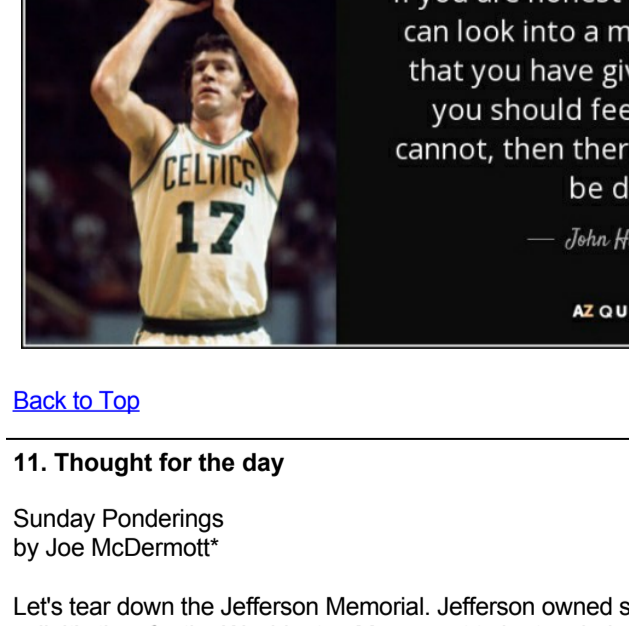 CELTICS
17
can look into a m
that you have giv
you should fee
cannot, then ther
be d
— John H
AZ QU
Back to Top
11. Thought for the day
Sunday Ponderings
by Joe McDermott*
Let's tear down the Jefferson Memorial. Jefferson owned s